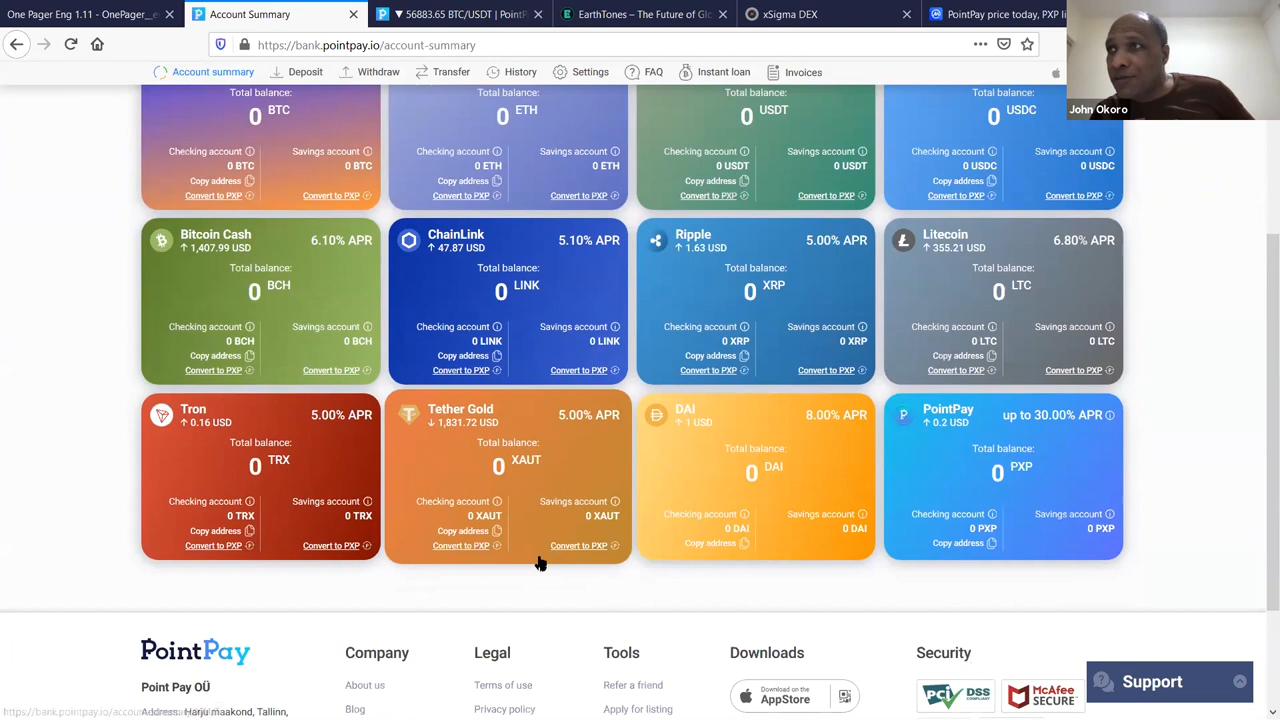 One Pager Eng 1.11 - OnePager_
Account Summary
▼ 56883.65 BTC/USDT | PointP
EarthTones – The Future of Glo
xSigma DEX
PointPay price today, PXP li
https://bank.pointpay.io/account-summary
Account summary
Deposit
Withdraw
Transfer
History
Settings
FAQ
Instant loan
Invoices
John Okoro
Total balance:
0 BTC
Checking account
0 BTC
Copy address
Convert to PXP
Savings account
0 BTC
Convert to PXP
Total balance:
0 ETH
Checking account
0 ETH
Copy address
Convert to PXP
Savings account
0 ETH
Convert to PXP
Total balance:
0 USDT
Checking account
0 USDT
Copy address
Convert to PXP
Savings account
0 USDT
Convert to PXP
Total balance:
0 USDC
Checking account
0 USDC
Copy address
Convert to PXP
Savings account
0 USDC
Convert to PXP
Bitcoin Cash
↑ 1,407.99 USD
6.10% APR
Total balance:
0 BCH
Checking account
0 BCH
Copy address
Convert to PXP
Savings account
0 BCH
Convert to PXP
ChainLink
↑ 47.87 USD
5.10% APR
Total balance:
0 LINK
Checking account
0 LINK
Copy address
Convert to PXP
Savings account
0 LINK
Convert to PXP
Ripple
↑ 1.63 USD
5.00% APR
Total balance:
0 XRP
Checking account
0 XRP
Copy address
Convert to PXP
Savings account
0 XRP
Convert to PXP
Litecoin
↑ 355.21 USD
6.80% APR
Total balance:
0 LTC
Checking account
0 LTC
Copy address
Convert to PXP
Savings account
0 LTC
Convert to PXP
Tron
↑ 0.16 USD
5.00% APR
Total balance:
0 TRX
Checking account
0 TRX
Copy address
Convert to PXP
Savings account
0 TRX
Convert to PXP
Tether Gold
↓ 1,831.72 USD
5.00% APR
Total balance:
0 XAUT
Checking account
0 XAUT
Copy address
Convert to PXP
Savings account
0 XAUT
Convert to PXP
DAI
↑ 1 USD
8.00% APR
Total balance:
0 DAI
Checking account
0 DAI
Copy address
Savings account
0 DAI
PointPay
↑ 0.2 USD
up to 30.00% APR
Total balance:
0 PXP
Checking account
0 PXP
Copy address
Savings account
0 PXP
PointPay
Point Pay OÜ
Address: Harju maakond, Tallinn,
Company
About us
Blog
Legal
Terms of use
Privacy policy
Tools
Refer a friend
Apply for listing
Downloads
Download on the
AppStore
Security
PCI DSS
COMPLIANT
McAfee
SECURE
Support